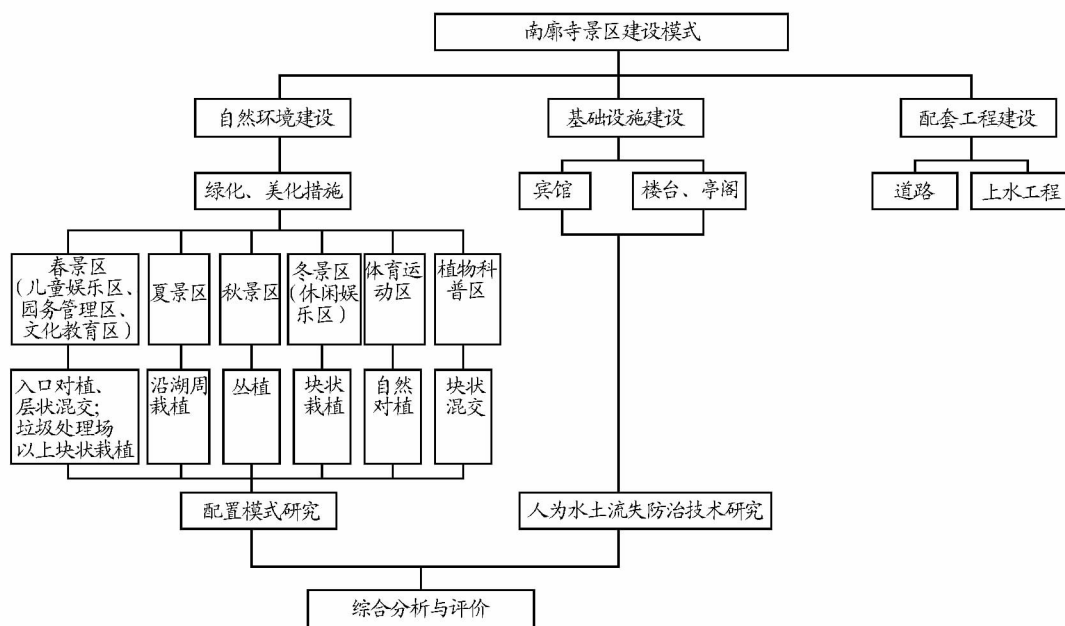 南廓寺景区建设模式
自然环境建设
基础设施建设
配套工程建设
绿化、美化措施
宾馆
楼台、亭阁
道路
上水工程
春景区
(儿童娱乐区、
园务管理区、
文化教育区)
夏景区
秋景区
冬景区
(休闲娱
乐区)
体育运
动区
植物科
普区
入口对植、
层状混交;
垃圾处理场
以上块状栽植
沿湖周
栽植
丛植
块状
栽植
自然
对植
块状
混交
配置模式研究
人为水土流失防治技术研究
综合分析与评价